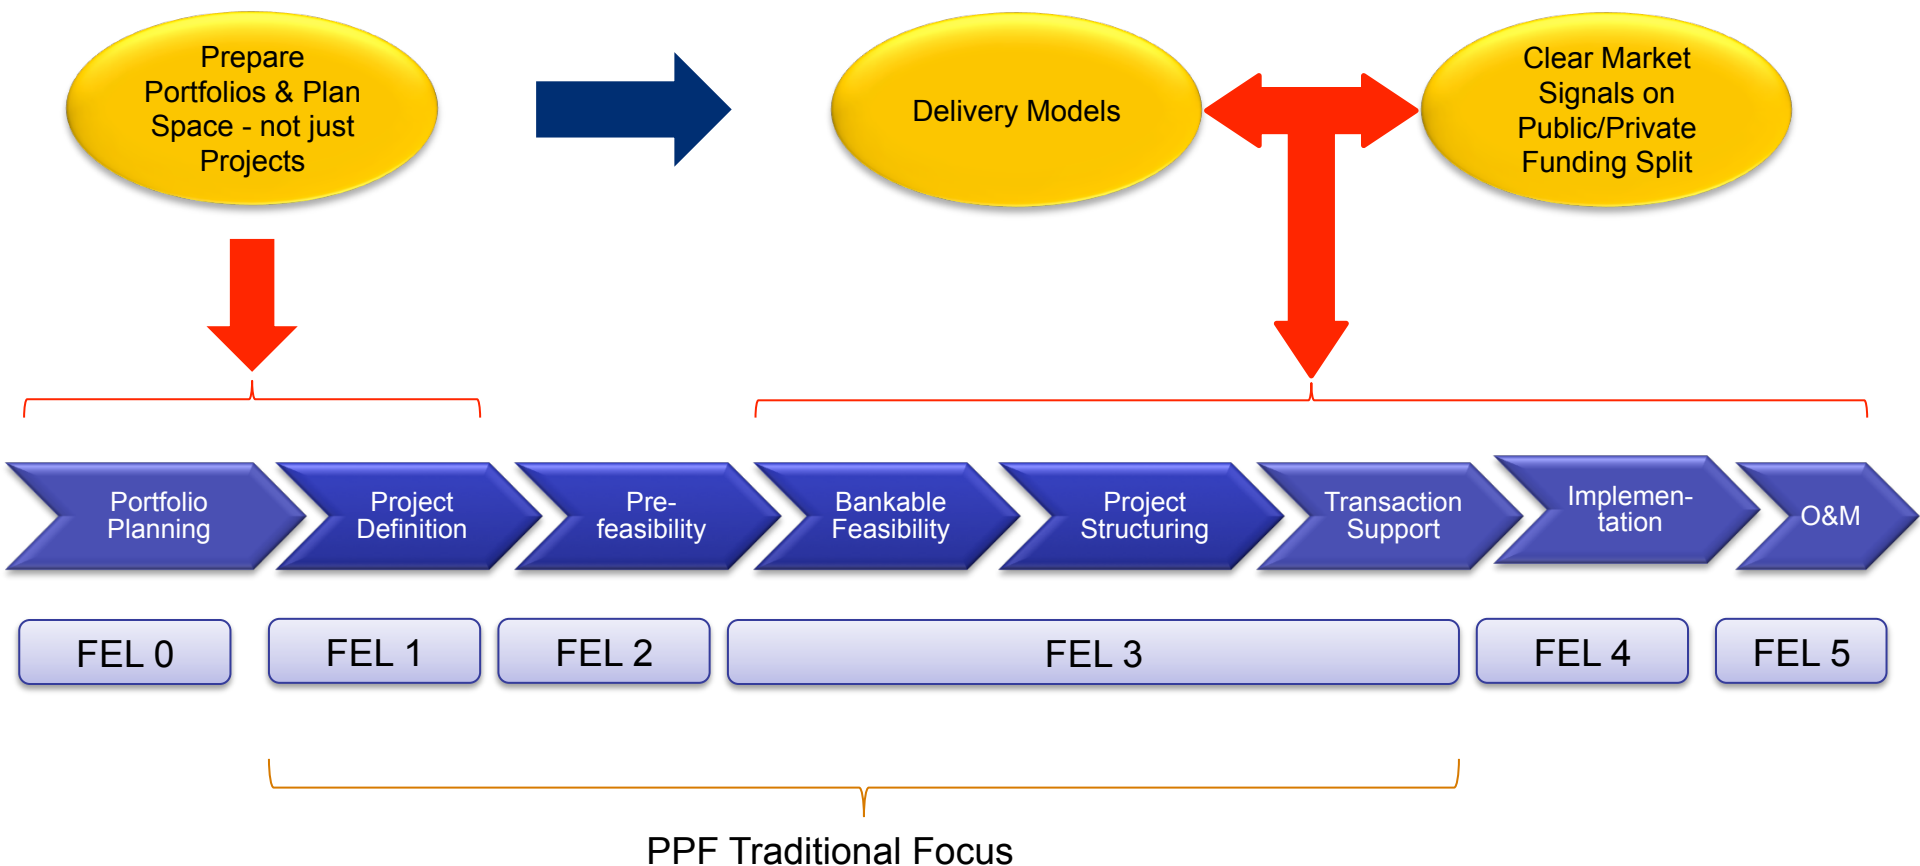 Prepare
Portfolios & Plan
Space - not just
Projects
Delivery Models
Clear Market
Signals on
Public/Private
Funding Split
Portfolio
Planning
Project
Definition
Pre-
feasibility
Bankable
Feasibility
Project
Structuring
Transaction
Support
Implemen-
tation
O&M
FEL 0
FEL 1
FEL 2
FEL 3
FEL 4
FEL 5
PPF Traditional Focus